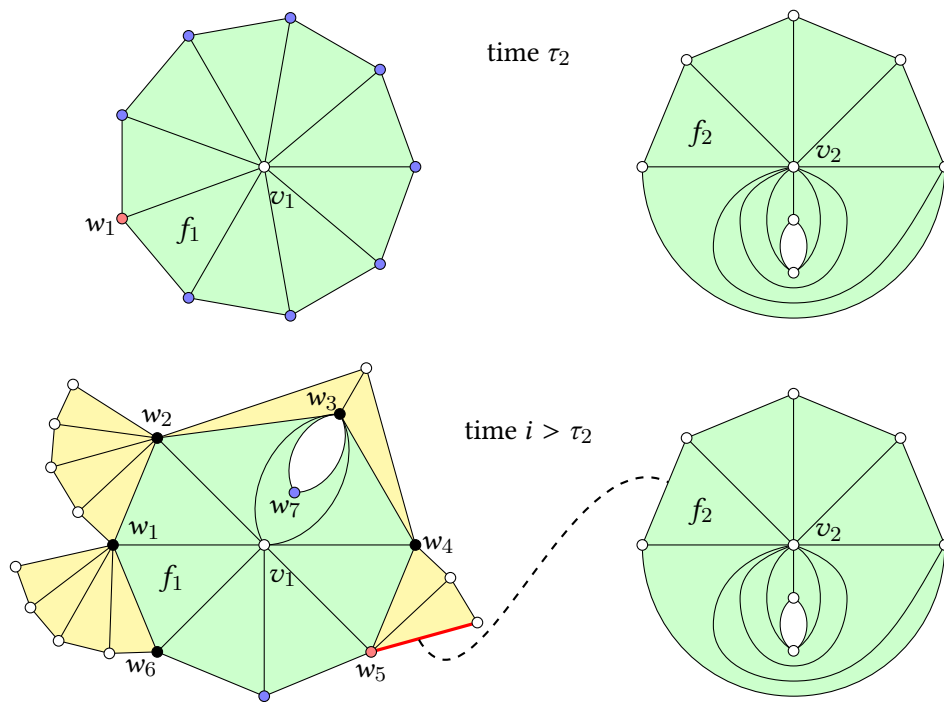 time τ₂
f₂
v₂
w₁
f₁
v₁
w₂
w₃
time i > τ₂
w₇
f₂
w₁
w₄
v₂
f₁
v₁
w₆
w₅